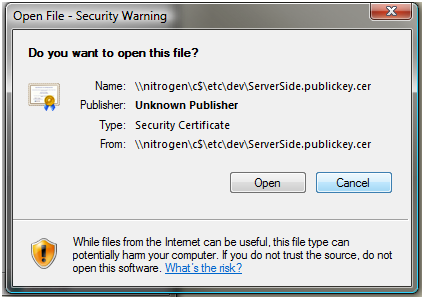 Open File - Security Warning
Do you want to open this file?
Name: \\nitrogen\c$\etc\dev\ServerSide.publickey.cer
Publisher: Unknown Publisher
Type: Security Certificate
From: \\nitrogen\c$\etc\dev\ServerSide.publickey.cer
Open Cancel
While files from the Internet can be useful, this file type can
potentially harm your computer. If you do not trust the source, do not
open this software. What's the risk?